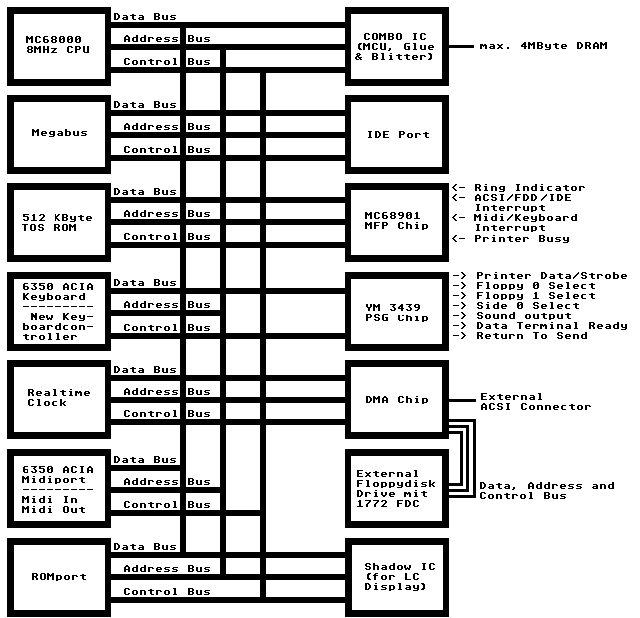 Data Bus
MC68000
8MHz CPU
Address Bus
Control Bus
COMBO IC
(MCU, Glue
& Blitter)
max. 4MByte DRAM
Data Bus
Megabus
Address Bus
Control Bus
IDE Port
Data Bus
512 KByte
TOS ROM
Address Bus
Control Bus
MC68901
MFP Chip
<- Ring Indicator
<- ACSI/FDD/IDE
Interrupt
<- Midi/Keyboard
Interrupt
<- Printer Busy
6350 ACIA
Keyboard
---------
New Key-
boardcon-
troller
Data Bus
Address Bus
Control Bus
YM 3439
PSG Chip
-> Printer Data/Strobe
-> Floppy 0 Select
-> Floppy 1 Select
-> Side 0 Select
-> Sound output
-> Data Terminal Ready
-> Return To Send
Data Bus
Realtime
Clock
Address Bus
Control Bus
DMA Chip
External
ACSI Connector
6350 ACIA
Midiport
---------
Midi In
Midi Out
Data Bus
Address Bus
Control Bus
External
Floppydisk
Drive mit
1772 FDC
Data, Address and
Control Bus
Data Bus
ROMport
Address Bus
Control Bus
Shadow IC
(for LC
Display)